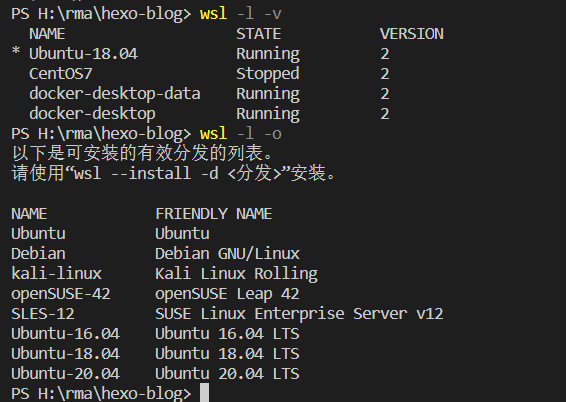 PS H:\rma\hexo-blog> wsl -l -v
  NAME                   STATE           VERSION
* Ubuntu-18.04           Running         2
  CentOS7                Stopped         2
  docker-desktop-data    Running         2
  docker-desktop         Running         2
PS H:\rma\hexo-blog> wsl -l -o
以下是可安装的有效分发的列表。
请使用“wsl --install -d <分发>”安装。

NAME            FRIENDLY NAME
Ubuntu          Ubuntu
Debian          Debian GNU/Linux
kali-linux      Kali Linux Rolling
openSUSE-42     openSUSE Leap 42
SLES-12         SUSE Linux Enterprise Server v12
Ubuntu-16.04    Ubuntu 16.04 LTS
Ubuntu-18.04    Ubuntu 18.04 LTS
Ubuntu-20.04    Ubuntu 20.04 LTS
PS H:\rma\hexo-blog>